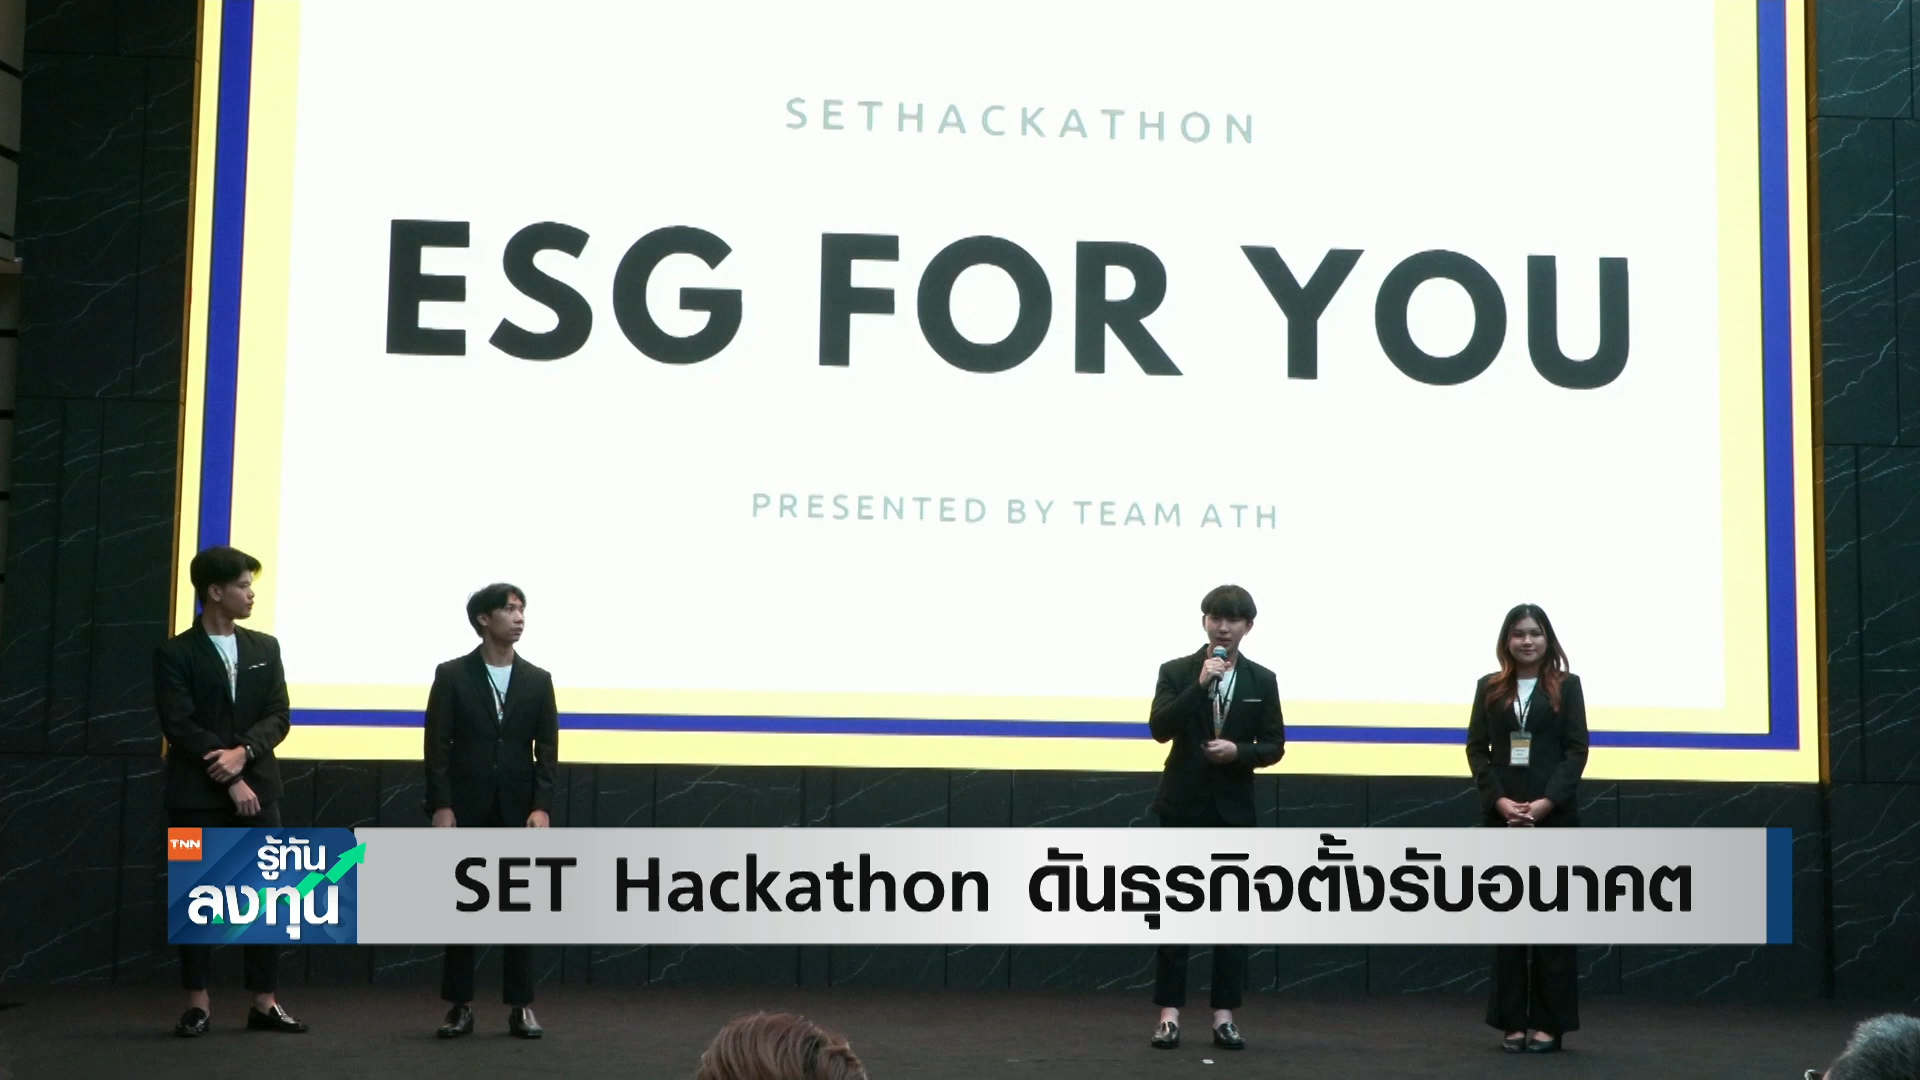 SETHACKATHON
ESG FOR YOU
PRESENTED BY TEAM ATH
TNN
รู้ทัน
ลงทุน
SET Hackathon ดันธุรกิจตั้งรับอนาคต